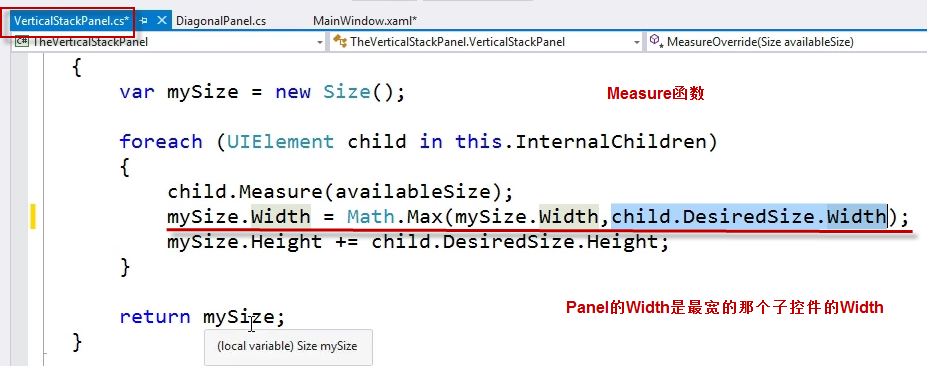 VerticalStackPanel.cs* DiagonalPanel.cs MainWindow.xaml*
C# TheVerticalStackPanel TheVerticalStackPanel.VerticalStackPanel MeasureOverride(Size availableSize)
{
var mySize = new Size();
Measure函数
foreach (UIElement child in this.InternalChildren)
{
child.Measure(availableSize);
mySize.Width = Math.Max(mySize.Width,child.DesiredSize.Width);
mySize.Height += child.DesiredSize.Height;
}
Panel的Width是最宽的那个子控件的Width
return mySize;
(local variable) Size mySize
}